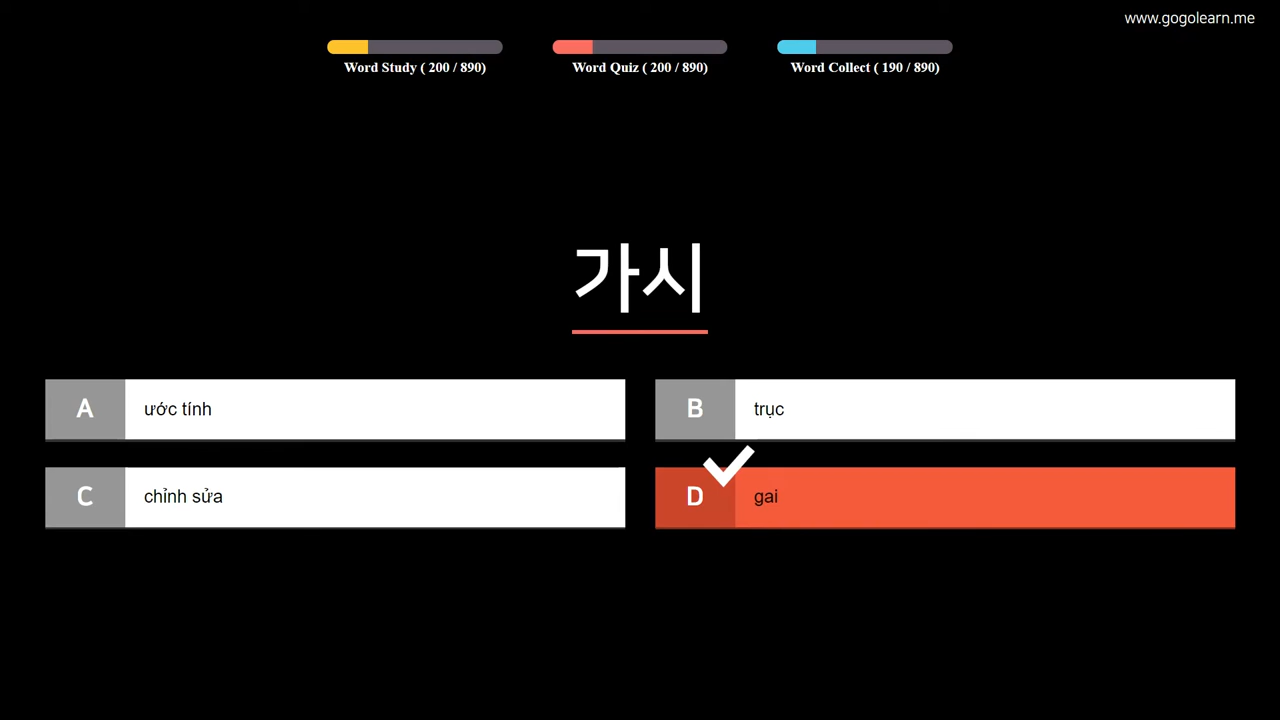 www.gogolearn.me
Word Study ( 200 / 890)
Word Quiz ( 200 / 890)
Word Collect ( 190 / 890)
가시
A ước tính
B trục
C chỉnh sửa
D gai